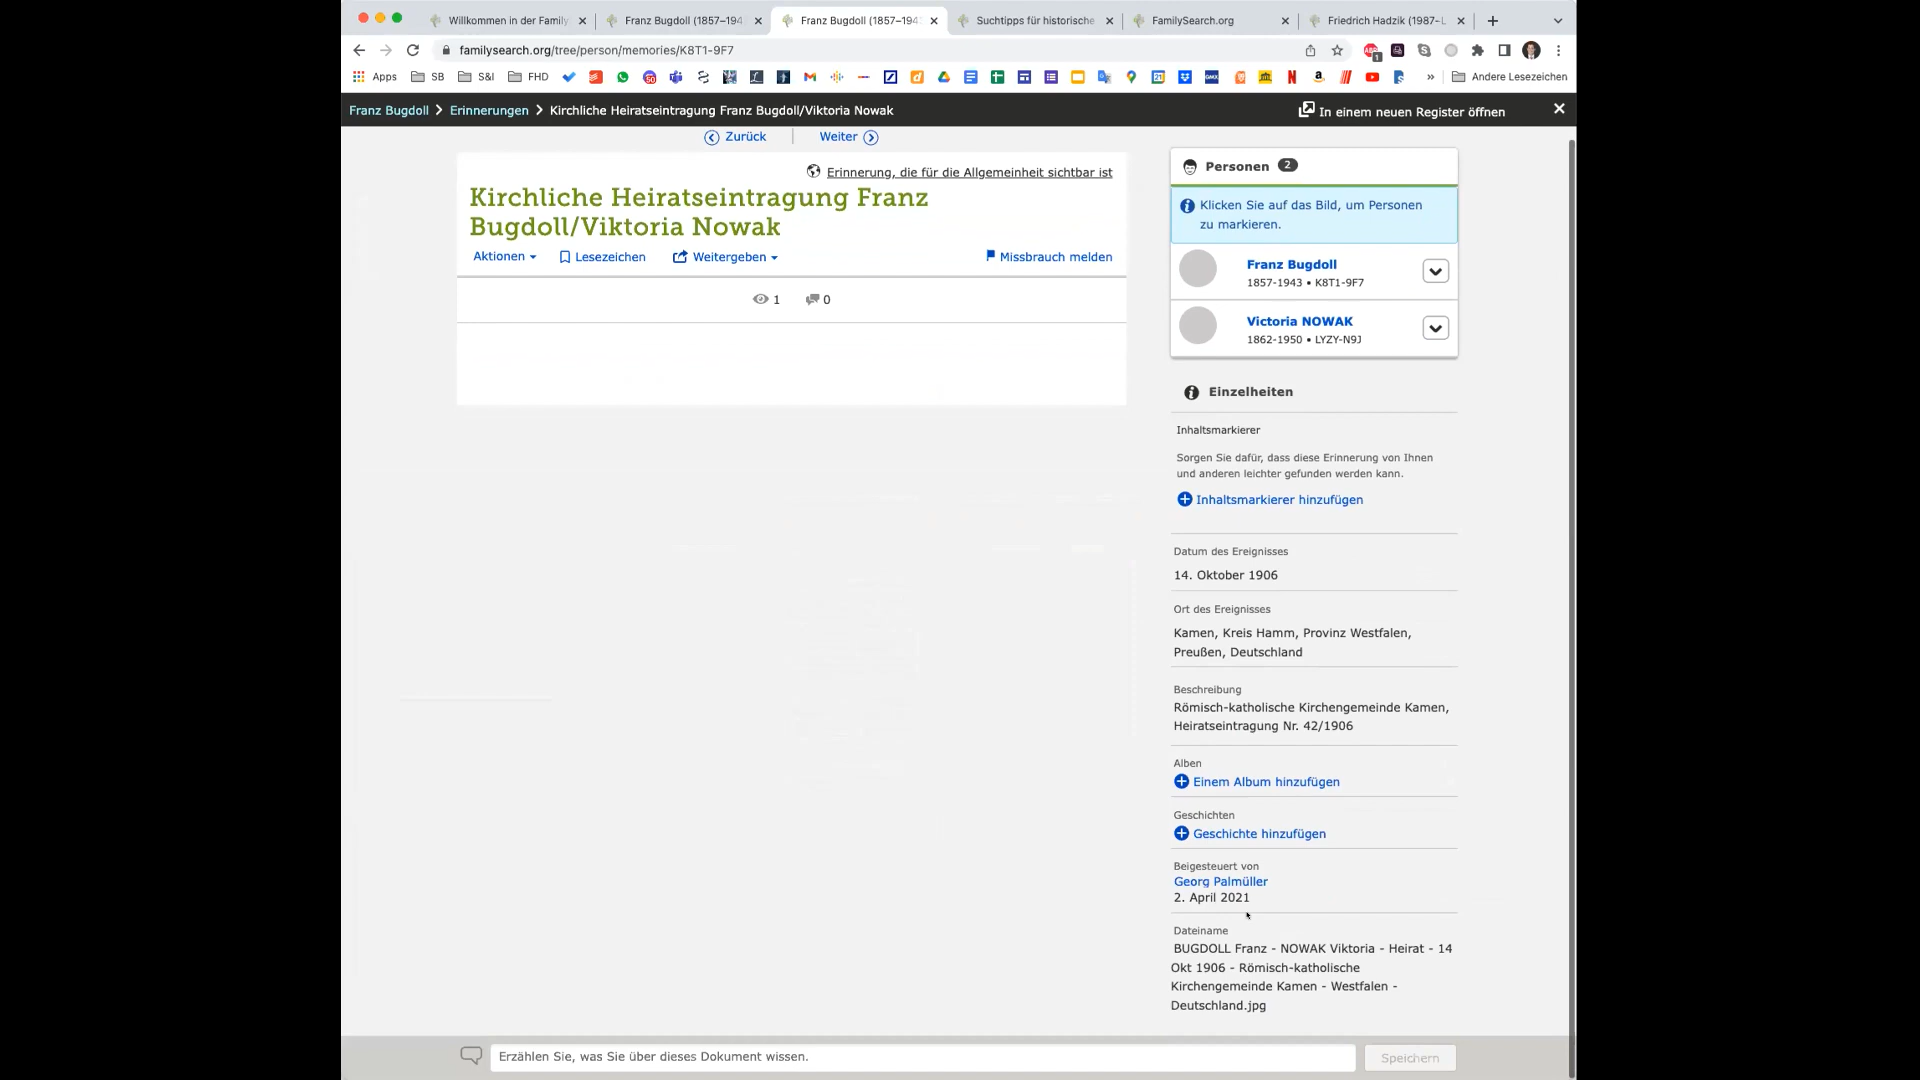 Willkommen in der Family
Franz Bugdoll (1857–194
Franz Bugdoll (1857–194
Suchtipps für historische
FamilySearch.org
Friedrich Hadzik (1987–L
familysearch.org/tree/person/memories/K8T1-9F7
Apps
SB
S&I
FHD
»
Andere Lesezeichen
Franz Bugdoll > Erinnerungen > Kirchliche Heiratseintragung Franz Bugdoll/Viktoria Nowak
In einem neuen Register öffnen
Zurück
Weiter
Erinnerung, die für die Allgemeinheit sichtbar ist
Kirchliche Heiratseintragung Franz
Bugdoll/Viktoria Nowak
Aktionen
Lesezeichen
Weitergeben
Missbrauch melden
1
0
Personen 2
Klicken Sie auf das Bild, um Personen
zu markieren.
Franz Bugdoll
1857-1943 • K8T1-9F7
Victoria NOWAK
1862-1950 • LYZY-N9J
Einzelheiten
Inhaltsmarkierer
Sorgen Sie dafür, dass diese Erinnerung von Ihnen
und anderen leichter gefunden werden kann.
Inhaltsmarkierer hinzufügen
Datum des Ereignisses
14. Oktober 1906
Ort des Ereignisses
Kamen, Kreis Hamm, Provinz Westfalen,
Preußen, Deutschland
Beschreibung
Römisch-katholische Kirchengemeinde Kamen,
Heiratseintragung Nr. 42/1906
Alben
Einem Album hinzufügen
Geschichten
Geschichte hinzufügen
Beigesteuert von
Georg Palmüller
2. April 2021
Dateiname
BUGDOLL Franz - NOWAK Viktoria - Heirat - 14
Okt 1906 - Römisch-katholische
Kirchengemeinde Kamen - Westfalen -
Deutschland.jpg
Erzählen Sie, was Sie über dieses Dokument wissen.
Speichern